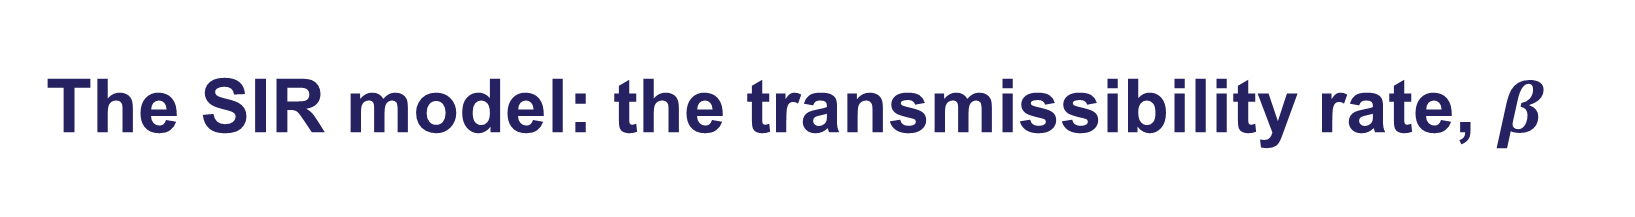 The SIR model: the transmissibility rate, β